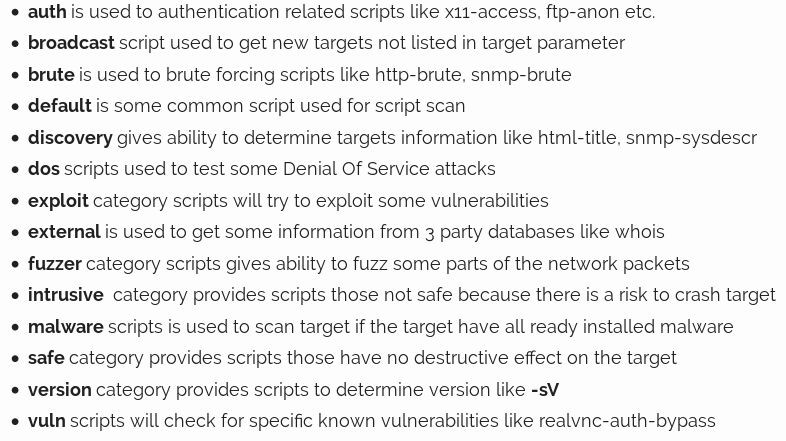 • auth is used to authentication related scripts like x11-access, ftp-anon etc.
• broadcast script used to get new targets not listed in target parameter
• brute is used to brute forcing scripts like http-brute, snmp-brute
• default is some common script used for script scan
• discovery gives ability to determine targets information like html-title, snmp-sysdescr
• dos scripts used to test some Denial Of Service attacks
• exploit category scripts will try to exploit some vulnerabilities
• external is used to get some information from 3 party databases like whois
• fuzzer category scripts gives ability to fuzz some parts of the network packets
• intrusive  category provides scripts those not safe because there is a risk to crash target
• malware scripts is used to scan target if the target have all ready installed malware
• safe category provides scripts those have no destructive effect on the target
• version category provides scripts to determine version like -sV
• vuln scripts will check for specific known vulnerabilities like realvnc-auth-bypass